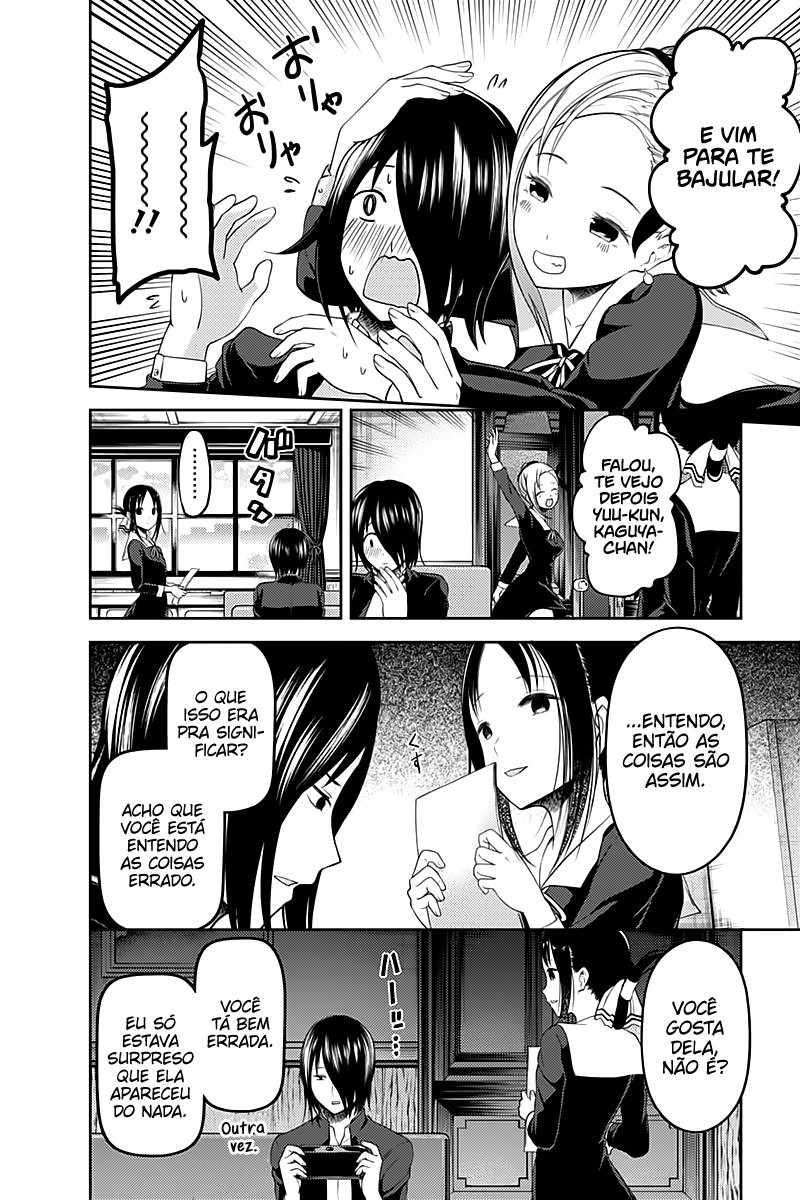 E VIM
PARA TE
BAJULAR!
おりゃ
おりゃ
〜〜〜!!
FALOU,
TE VEJO
DEPOIS
YUU-KUN,
KAGUYA-
CHAN!
パタン
………
...ENTENDO,
ENTÃO AS
COISAS SÃO
ASSIM.
くす
O QUE
ISSO ERA
PRA SIGNI-
FICAR?
ACHO QUE
VOCÊ ESTÁ
ENTENDO
AS COISAS
ERRADO.
VOCÊ
GOSTA
DELA,
NÃO É?
ハーッ…
VOCÊ
TÁ BEM
ERRADA.
EU SÓ
ESTAVA
SURPRESO
QUE ELA
APARECEU
DO NADA.
Outra
vez.